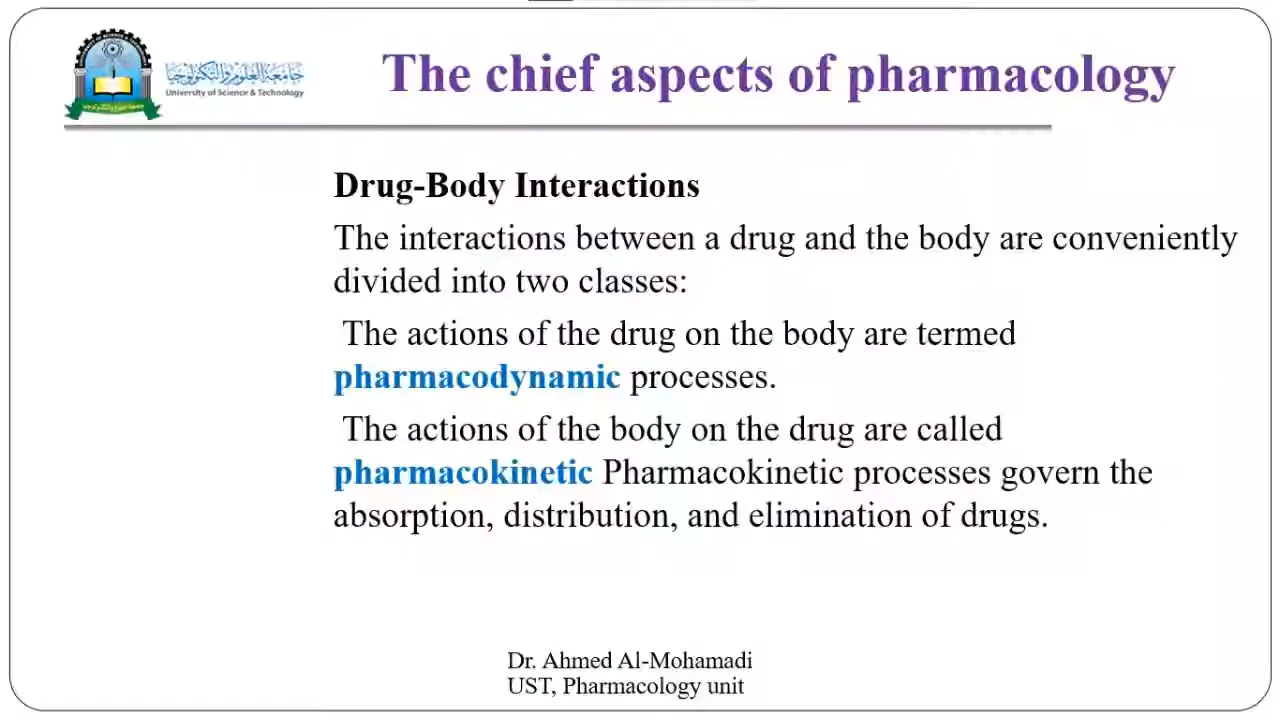 جامعة العلوم والتكنولوجيا
University of Science & Technology
The chief aspects of pharmacology
Drug-Body Interactions
The interactions between a drug and the body are conveniently
divided into two classes:
The actions of the drug on the body are termed
pharmacodynamic processes.
The actions of the body on the drug are called
pharmacokinetic Pharmacokinetic processes govern the
absorption, distribution, and elimination of drugs.
Dr. Ahmed Al-Mohamadi
UST, Pharmacology unit